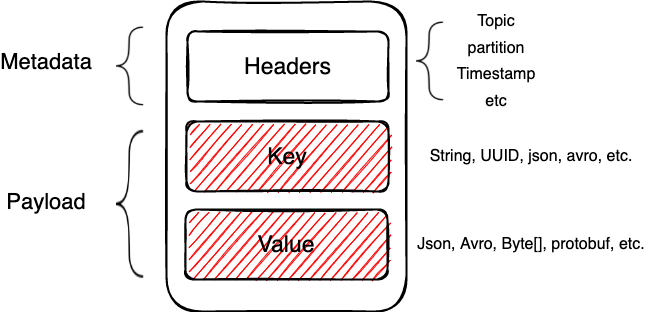 Metadata
Headers
Topic
partition
Timestamp
etc
Payload
Key
String, UUID, json, avro, etc.
Value
Json, Avro, Byte[], protobuf, etc.